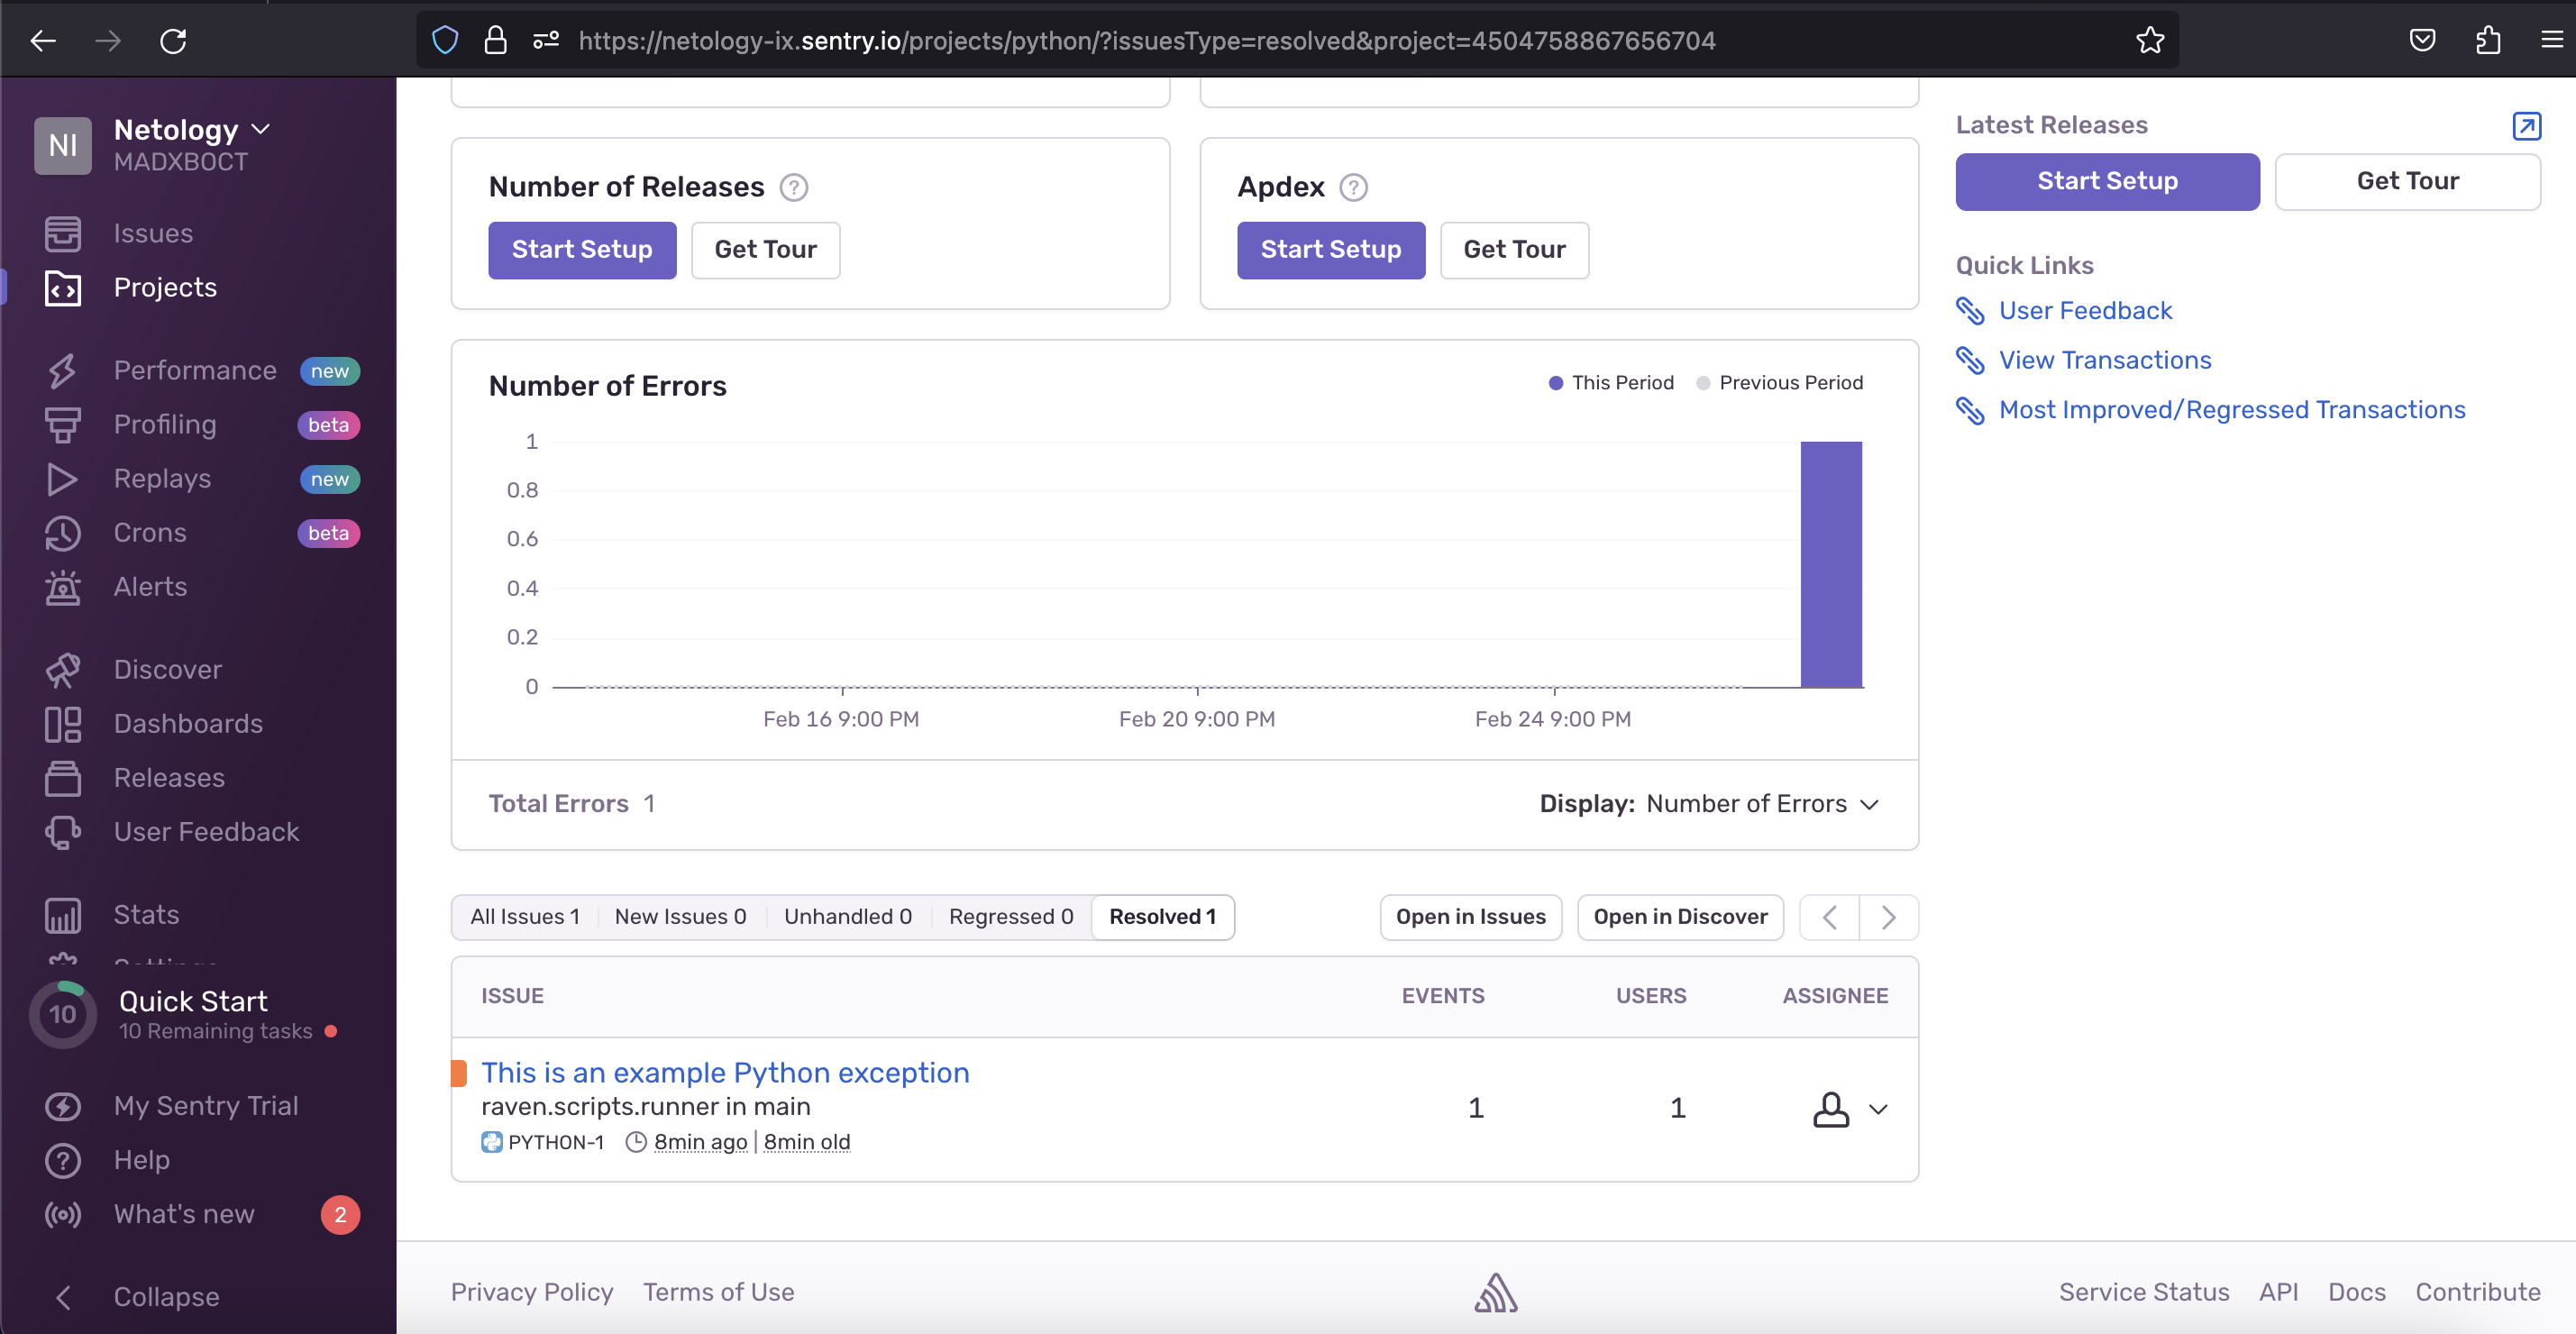 https://netology-ix.sentry.io/projects/python/?issuesType=resolved&project=4504758867656704
NI
Netology
MADXBOCT
Issues
Projects
Performance new
Profiling beta
Replays new
Crons beta
Alerts
Discover
Dashboards
Releases
User Feedback
Stats
Settings
10
Quick Start
10 Remaining tasks
My Sentry Trial
? Help
What's new 2
Collapse
Number of Releases ?
Start Setup Get Tour
Apdex ?
Start Setup Get Tour
Number of Errors
This Period Previous Period
1
0.8
0.6
0.4
0.2
0
Feb 16 9:00 PM Feb 20 9:00 PM Feb 24 9:00 PM
Total Errors 1
Display: Number of Errors
All Issues 1 New Issues 0 Unhandled 0 Regressed 0 Resolved 1
Open in Issues Open in Discover
ISSUE EVENTS USERS ASSIGNEE
This is an example Python exception
raven.scripts.runner in main
1 1
PYTHON-1 8min ago | 8min old
Latest Releases
Start Setup Get Tour
Quick Links
User Feedback
View Transactions
Most Improved/Regressed Transactions
Privacy Policy Terms of Use
Service Status API Docs Contribute